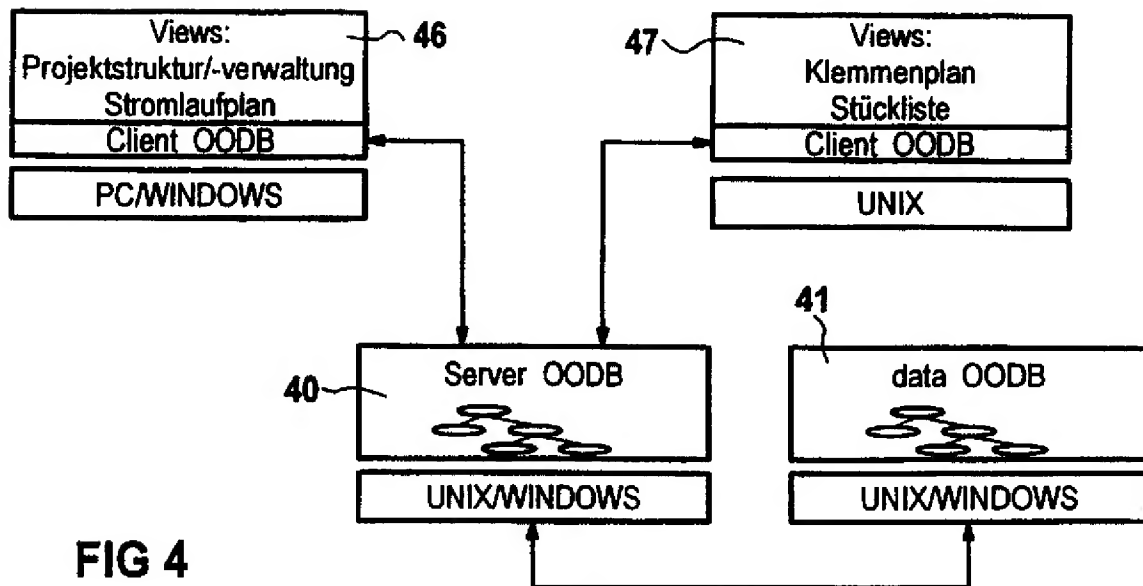 Views:
Projektstruktur/-verwaltung
Stromlaufplan
Client OODB
PC/WINDOWS
46
47
Views:
Klemmenplan
Stückliste
Client OODB
UNIX
40
Server OODB
UNIX/WINDOWS
41
data OODB
UNIX/WINDOWS
FIG 4